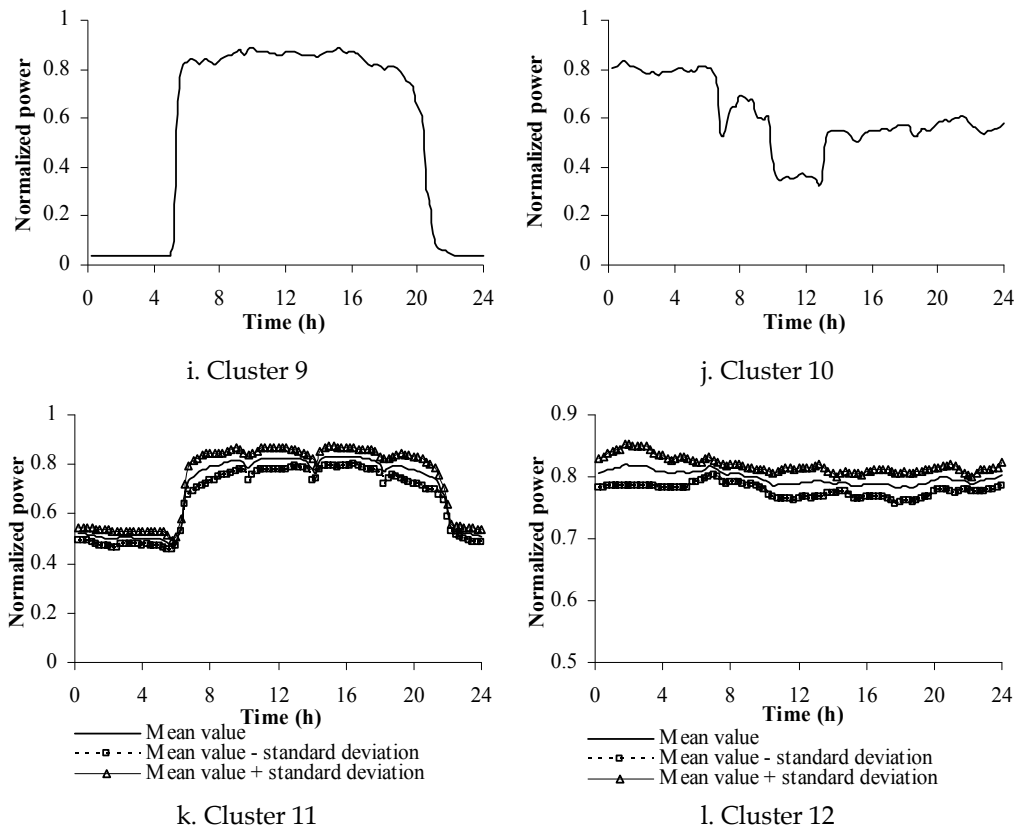 1
0.8
0.6
0.4
0.2
0
Normalized power
0 4 8 12 16 20 24
Time (h)
i. Cluster 9
1
0.8
0.6
0.4
0.2
0
Normalized power
0 4 8 12 16 20 24
Time (h)
j. Cluster 10
1
0.8
0.6
0.4
0.2
0
Normalized power
0 4 8 12 16 20 24
Time (h)
Mean value
Mean value - standard deviation
Mean value + standard deviation
k. Cluster 11
0.9
0.8
0.7
0.6
0.5
Normalized power
0 4 8 12 16 20 24
Time (h)
Mean value
Mean value - standard deviation
Mean value + standard deviation
l. Cluster 12